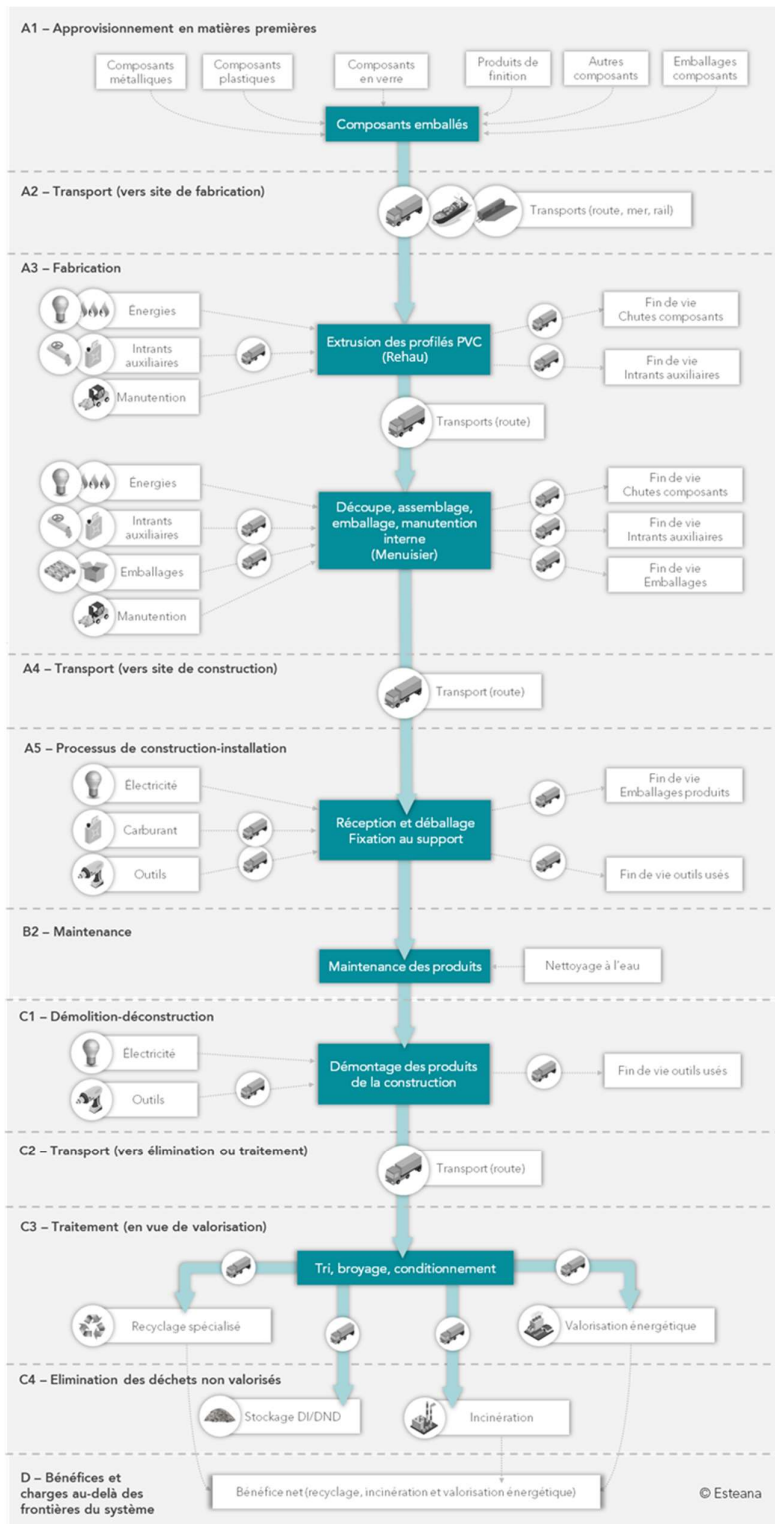 A1 – Approvisionnement en matières premières
Composants
métalliques
Composants
plastiques
Composants
en verre
Produits de
finition
Autres
composants
Emballages
composants
Composants emballés
A2 – Transport (vers site de fabrication)
Transports (route, mer, rail)
A3 – Fabrication
Énergies
Intrants
auxiliaires
Manutention
Extrusion des profilés PVC
(Rehau)
Fin de vie
Chutes composants
Fin de vie
Intrants auxiliaires
Transports (route)
Énergies
Intrants
auxiliaires
Emballages
Manutention
Découpe, assemblage,
emballage, manutention
interne
(Menuisier)
Fin de vie
Chutes composants
Fin de vie
Intrants auxiliaires
Fin de vie
Emballages
A4 – Transport (vers site de construction)
Transport (route)
A5 – Processus de construction-installation
Électricité
Carburant
Outils
Réception et déballage
Fixation au support
Fin de vie
Emballages produits
Fin de vie outils usés
B2 – Maintenance
Maintenance des produits
Nettoyage à l'eau
C1 – Démolition-déconstruction
Électricité
Outils
Démontage des produits
de la construction
Fin de vie outils usés
C2 – Transport (vers élimination ou traitement)
Transport (route)
C3 – Traitement (en vue de valorisation)
Tri, broyage, conditionnement
Recyclage spécialisé
Valorisation énergétique
C4 – Elimination des déchets non valorisés
Stockage DI/DND
Incinération
D – Bénéfices et
charges au-delà des
frontières du système
Bénéfice net (recyclage, incinération et valorisation énergétique)
© Esteana